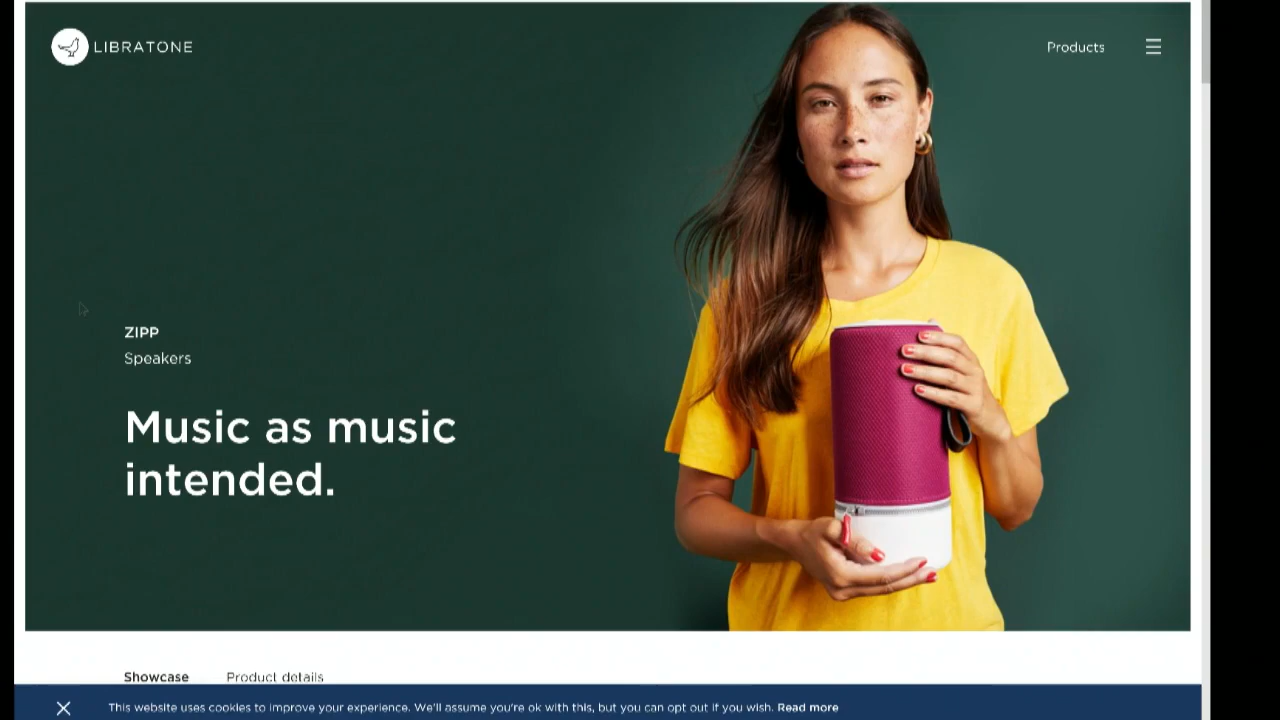 LIBRATONE
Products
ZIPP
Speakers
Music as music
intended.
Showcase Product details
This website uses cookies to improve your experience. We'll assume you're ok with this, but you can opt out if you wish. Read more